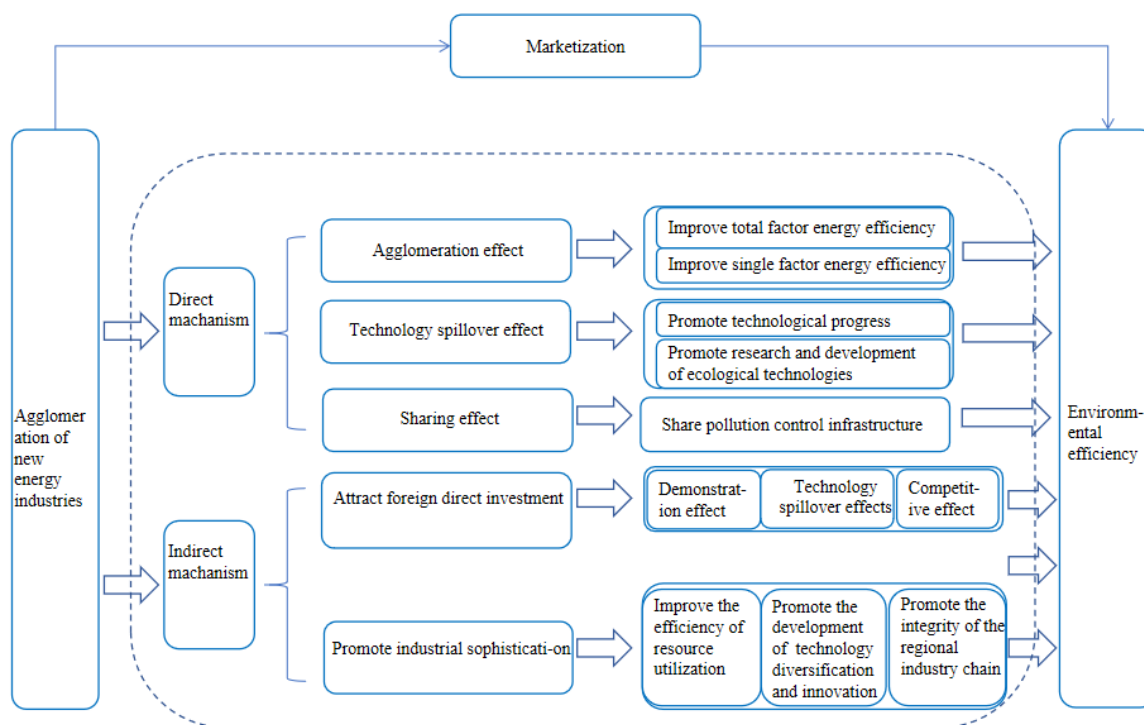 Marketization
Agglomer
ation of
new
energy
industries
Direct
machanism
Agglomeration effect
Improve total factor energy efficiency
Improve single factor energy efficiency
Technology spillover effect
Promote technological progress
Promote research and development
of ecological technologies
Sharing effect
Share pollution control infrastructure
Indirect
machanism
Attract foreign direct investment
Demonstrat-
ion effect
Technology
spillover effects
Competit-
ive effect
Promote industrial sophisticati-on
Improve the
efficiency of
resource
utilization
Promote the
development
of technology
diversification
and innovation
Promote the
integrity of the
regional
industry chain
Environm-
ental
efficiency